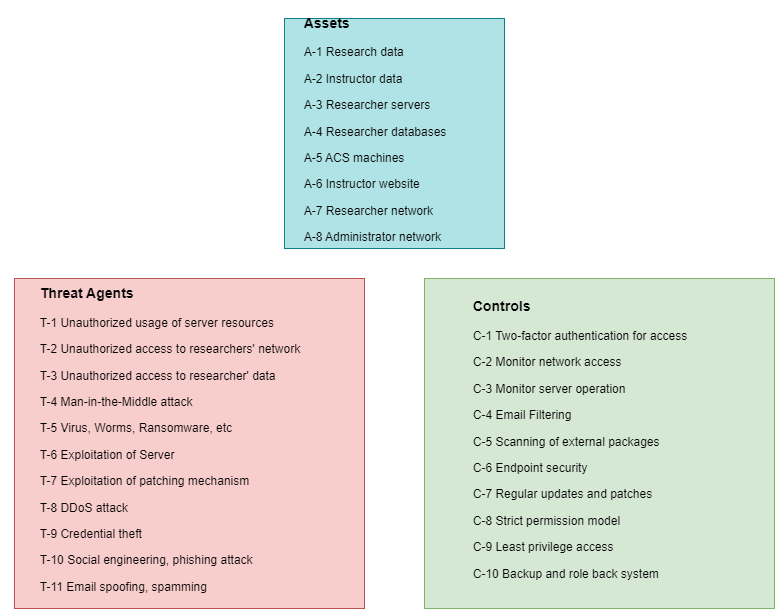 Assets
A-1 Research data
A-2 Instructor data
A-3 Researcher servers
A-4 Researcher databases
A-5 ACS machines
A-6 Instructor website
A-7 Researcher network
A-8 Administrator network
Threat Agents
T-1 Unauthorized usage of server resources
T-2 Unauthorized access to researchers' network
T-3 Unauthorized access to researcher' data
T-4 Man-in-the-Middle attack
T-5 Virus, Worms, Ransomware, etc
T-6 Exploitation of Server
T-7 Exploitation of patching mechanism
T-8 DDoS attack
T-9 Credential theft
T-10 Social engineering, phishing attack
T-11 Email spoofing, spamming
Controls
C-1 Two-factor authentication for access
C-2 Monitor network access
C-3 Monitor server operation
C-4 Email Filtering
C-5 Scanning of external packages
C-6 Endpoint security
C-7 Regular updates and patches
C-8 Strict permission model
C-9 Least privilege access
C-10 Backup and role back system